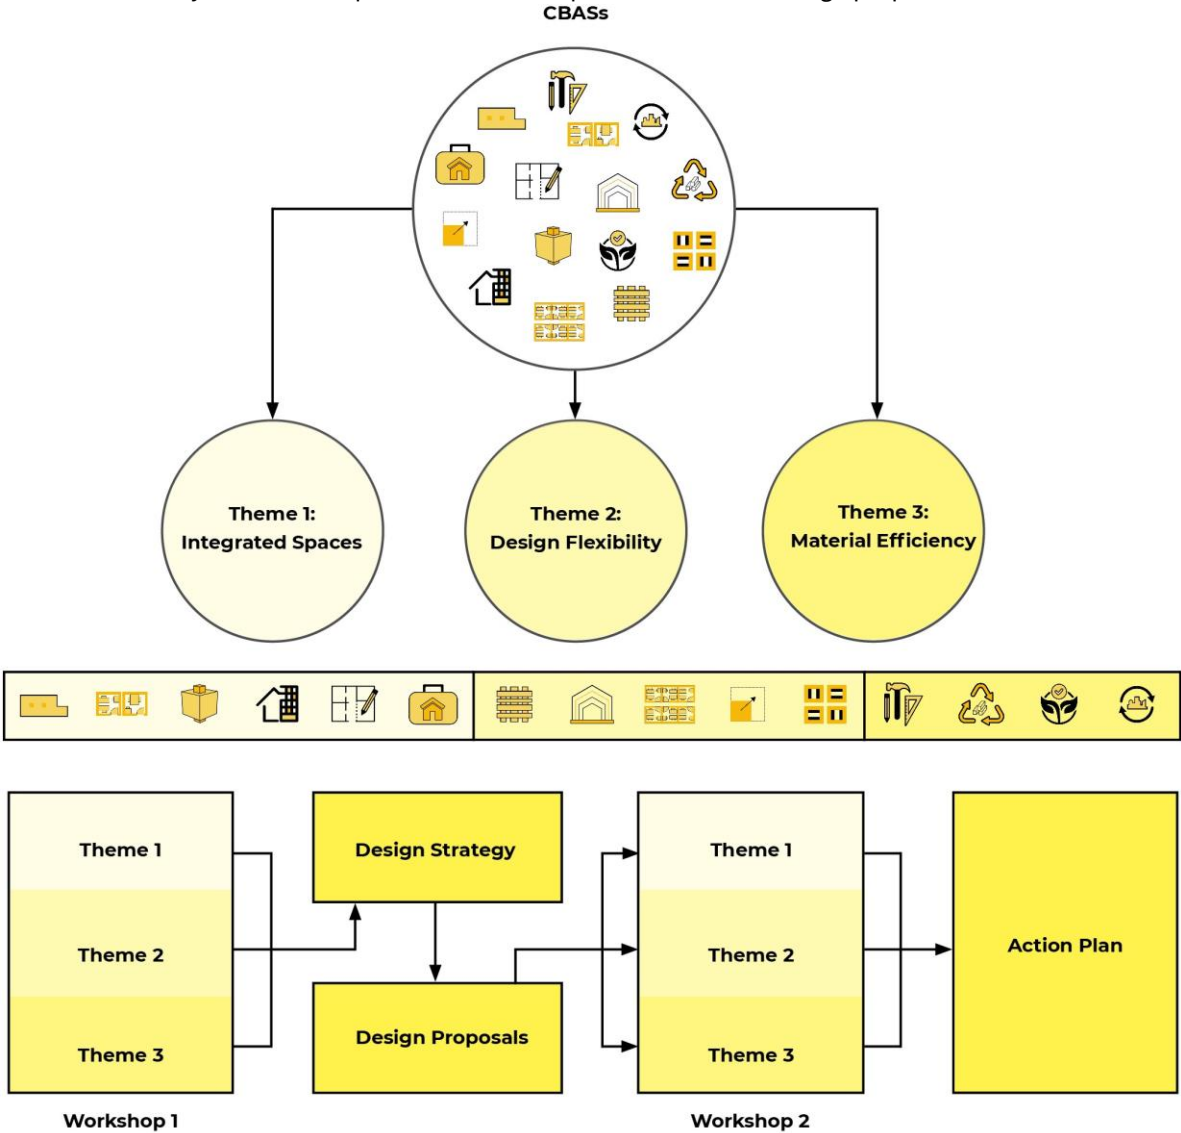 CBASs
Theme 1:
Integrated Spaces
Theme 2:
Design Flexibility
Theme 3:
Material Efficiency
Theme 1
Theme 2
Theme 3
Workshop 1
Design Strategy
Design Proposals
Theme 1
Theme 2
Theme 3
Workshop 2
Action Plan